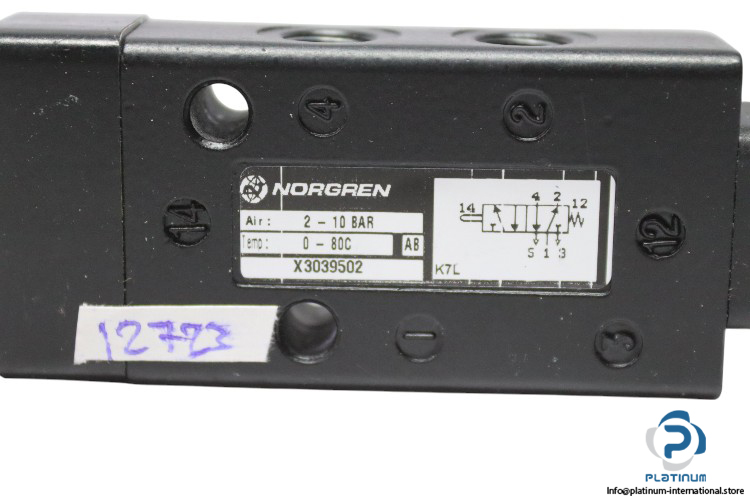 4
2
NORGREN
Air: 2 - 10 BAR
Temp: 0 - 80C AB
X3039502
4 2
14 12
5 1 3
K7L
14
12
12723
1
3
PLATINUM
Info@platinum-international.store